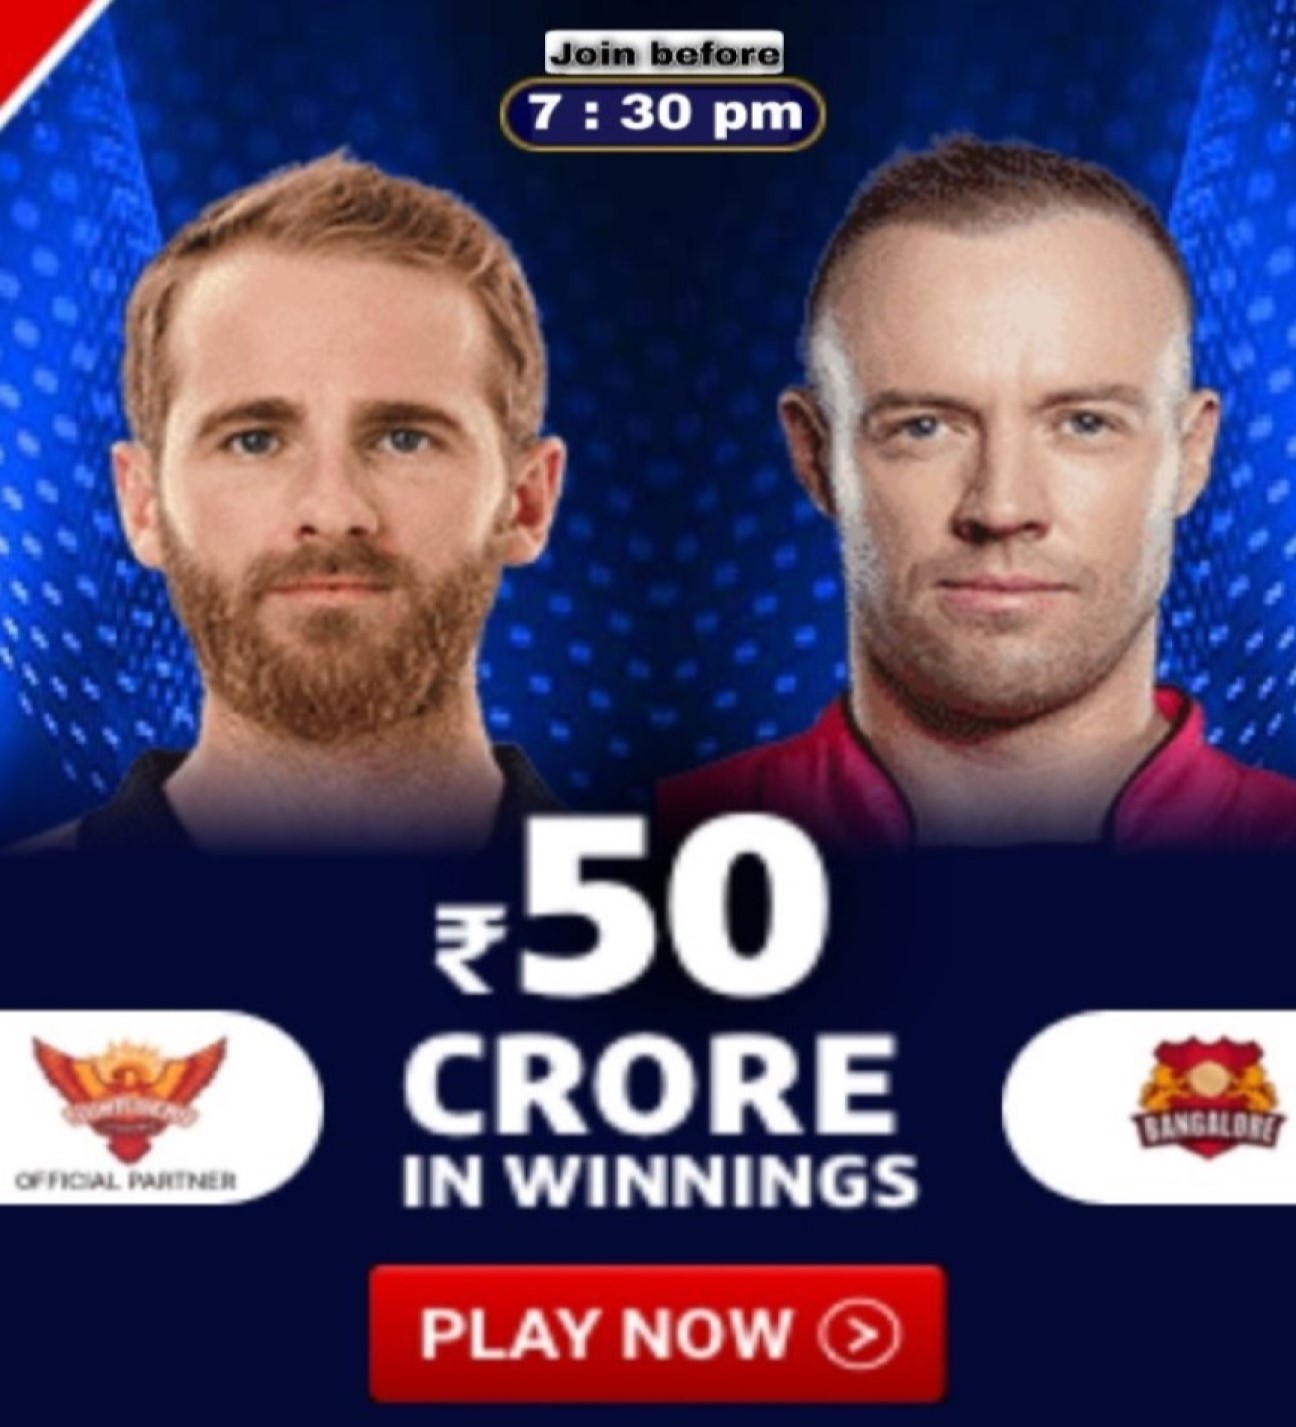 Join before
7 : 30 pm
₹50
CRORE
IN WINNINGS
OFFICIAL PARTNER
BANGALORE
PLAY NOW